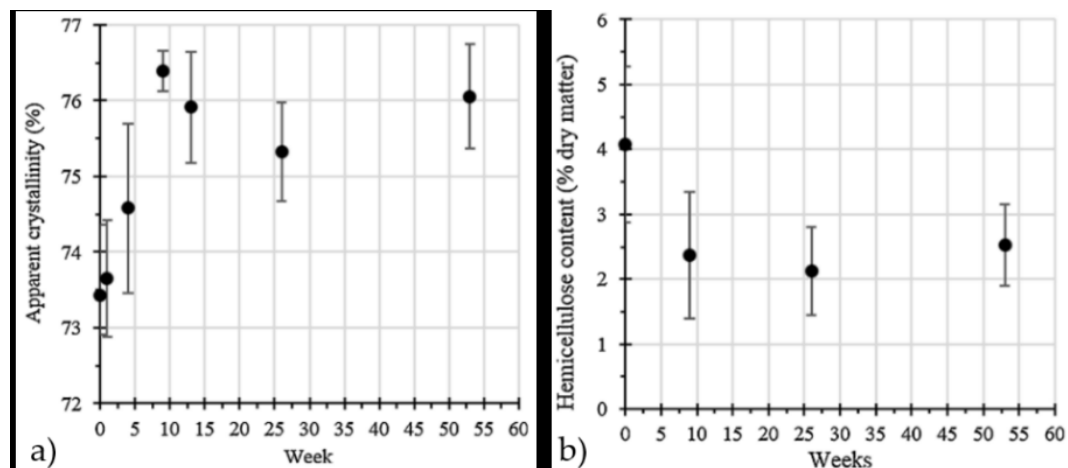 Apparent crystallinity (%)
77
76
75
74
73
72
0 5 10 15 20 25 30 35 40 45 50 55 60
Week
a)
Hemicellulose content (% dry matter)
6
5
4
3
2
1
0
0 5 10 15 20 25 30 35 40 45 50 55 60
Weeks
b)